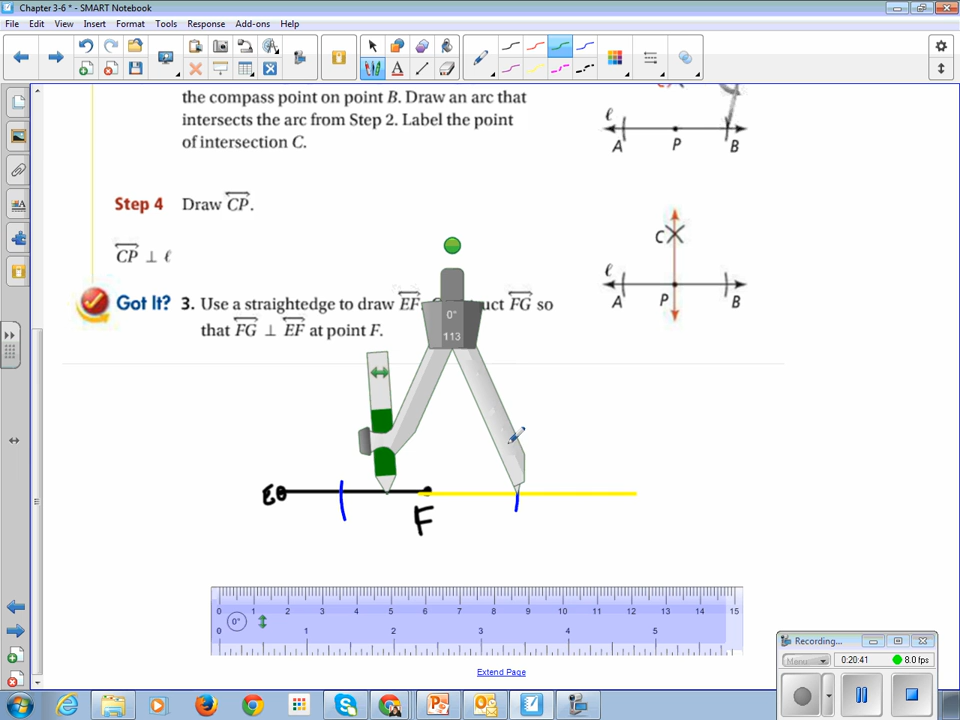 Chapter 3-6 * - SMART Notebook
File Edit View Insert Format Tools Response Add-ons Help
the compass point on point B. Draw an arc that
intersects the arc from Step 2. Label the point
of intersection C.
ℓ
A P B
Step 4 Draw CP.
CP ⊥ ℓ
C
ℓ
A P B
Got It? 3. Use a straightedge to draw EF
uct FG so
that FG ⊥ EF at point F.
0°
113
E
F
0 1 2 3 4 5 6 7 8 9 10 11 12 13 14 15
0°
0 1 2 3 4 5
Extend Page
Recording...
Menu
0:20:41
8.0 fps